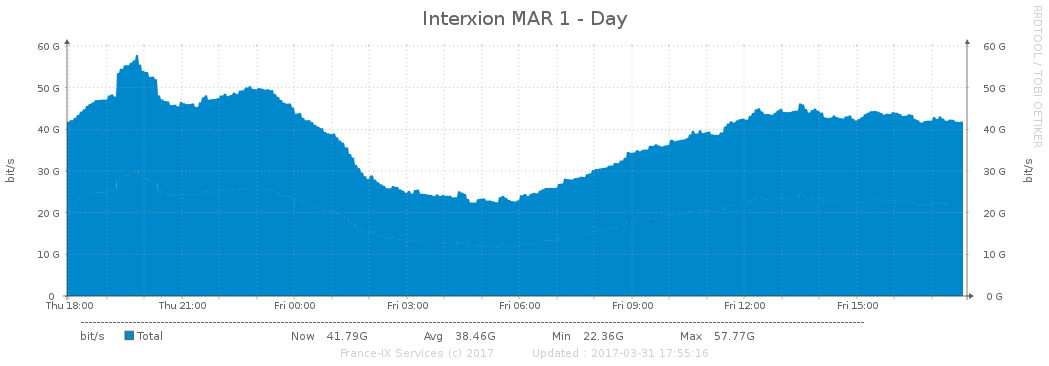 Interxion MAR 1 - Day
RRDTOOL / TOBI OETIKER
60 G 60 G
50 G 50 G
40 G 40 G
30 G 30 G
20 G 20 G
10 G 10 G
0 0 G
bit/s bit/s
Thu 18:00 Thu 21:00 Fri 00:00 Fri 03:00 Fri 06:00 Fri 09:00 Fri 12:00 Fri 15:00
bit/s Total Now 41.79G Avg 38.46G Min 22.36G Max 57.77G
France-IX Services (c) 2017 Updated : 2017-03-31 17:55:16